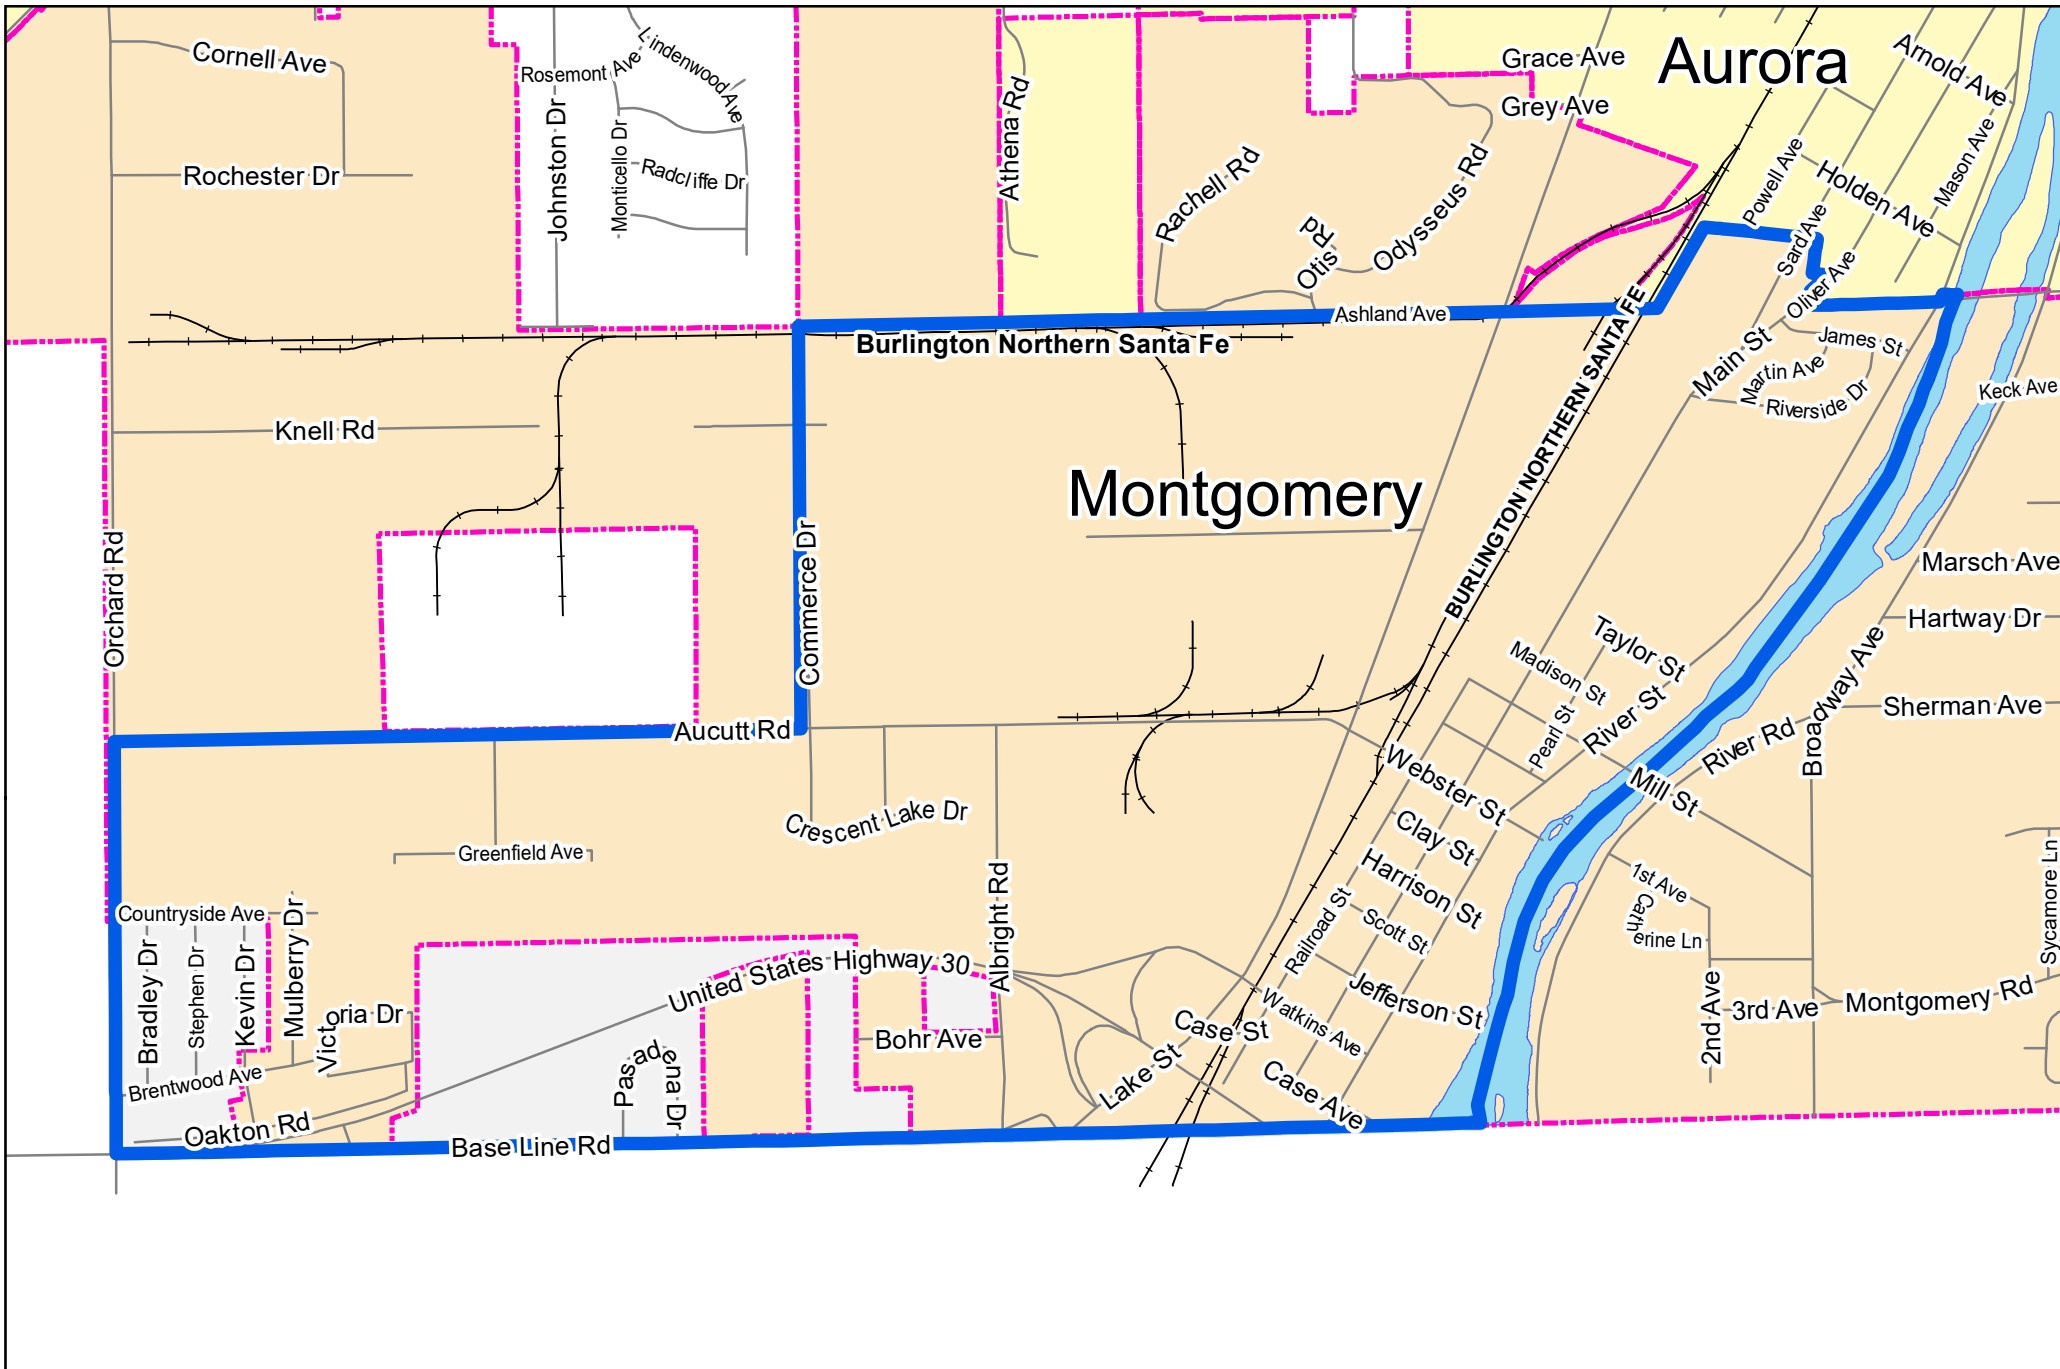 Aurora
Cornell Ave
Rosemont Ave
Lindenwood Ave
Grace Ave
Arnold Ave
Grey Ave
Athena Rd
Johnston Dr
Monticello Dr
Radcliffe Dr
Rochester Dr
Rachell Rd
Otis Rd
Odysseus Rd
Powell Ave
Holden Ave
Mason Ave
Sard Ave
Oliver Ave
Ashland Ave
Burlington Northern Santa Fe
BURLINGTON NORTHERN SANTA FE
Main St
James St
Martin Ave
Riverside Dr
Keck Ave
Knell Rd
Montgomery
Orchard Rd
Commerce Dr
Marsch Ave
Hartway Dr
Taylor St
Madison St
Pearl St
River St
Broadway Ave
Sherman Ave
River Rd
Aucutt Rd
Webster St
Mill St
Crescent Lake Dr
Clay St
Greenfield Ave
Harrison St
Albright Rd
Railroad St
Scott St
1st Ave
Catherine Ln
Sycamore Ln
Countryside Ave
Bradley Dr
Stephen Dr
Kevin Dr
Mulberry Dr
Victoria Dr
United States Highway 30
Jefferson St
Watkins Ave
2nd Ave
3rd Ave
Montgomery Rd
Case St
Bohr Ave
Pasadena Dr
Lake St
Case Ave
Brentwood Ave
Oakton Rd
Base Line Rd